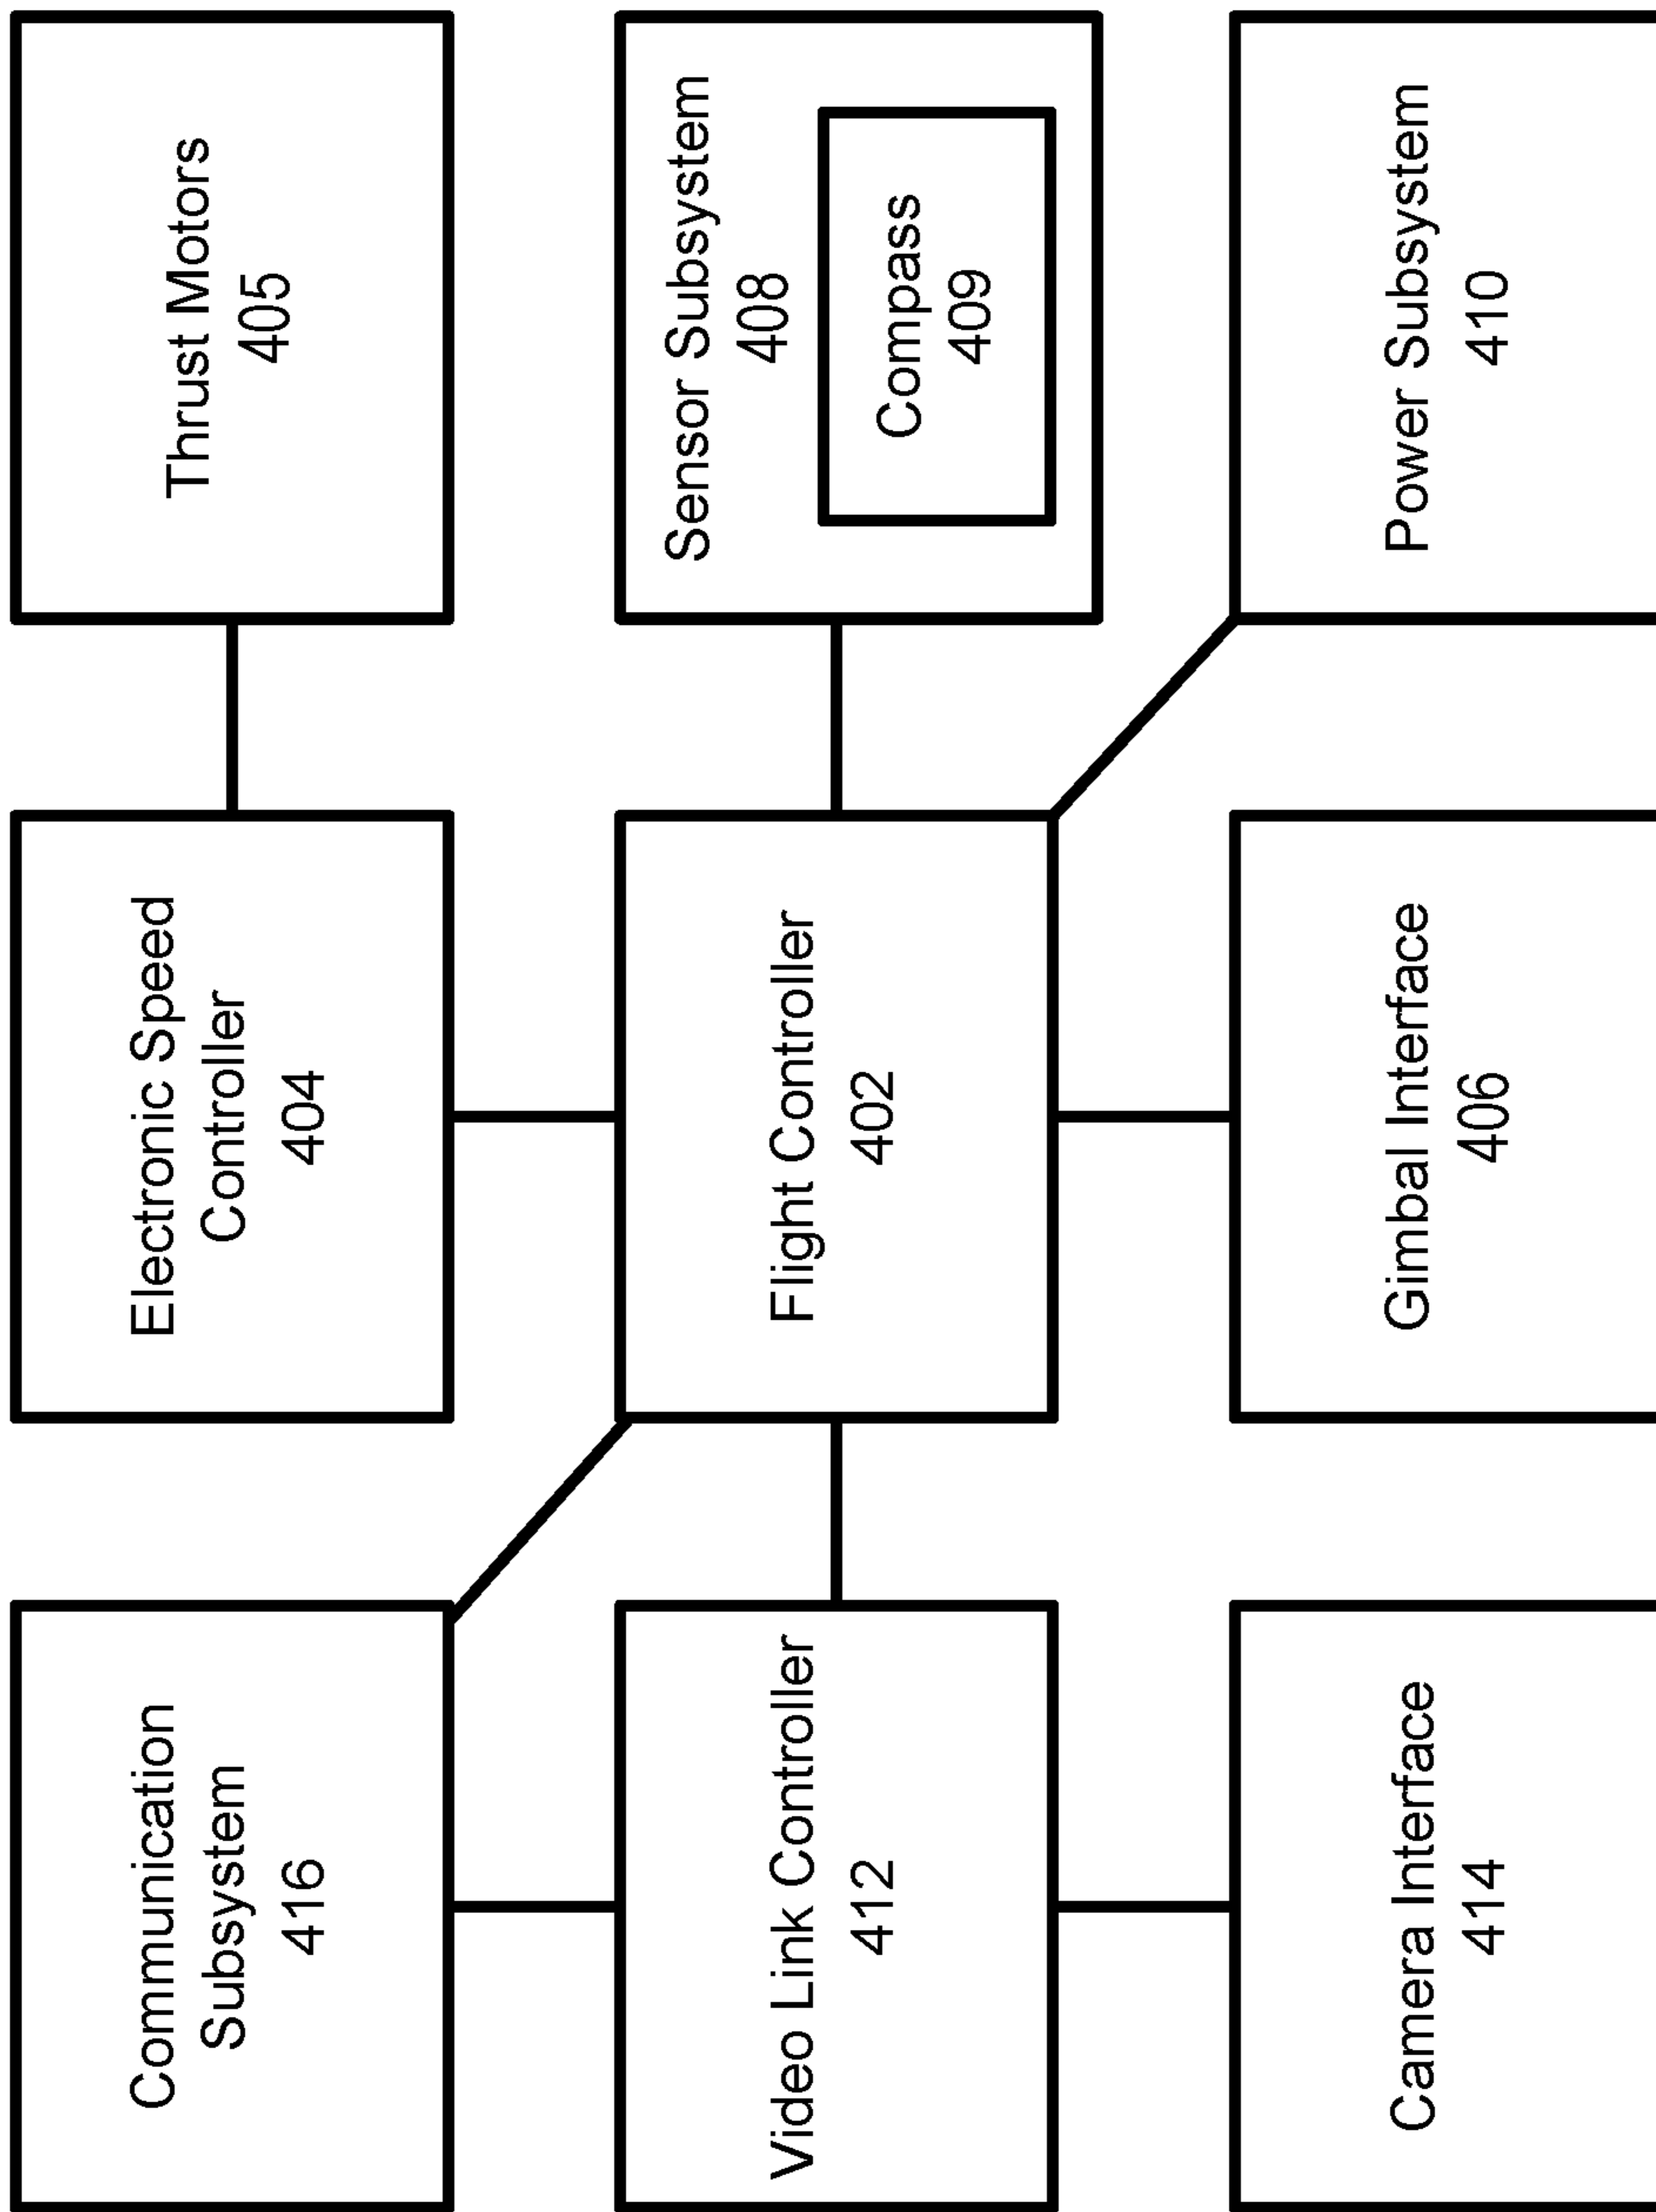 Communication
Subsystem
416
Electronic Speed
Controller
404
Thrust Motors
405
Video Link Controller
412
Flight Controller
402
Sensor Subsystem
408
Compass
409
Camera Interface
414
Gimbal Interface
406
Power Subsystem
410